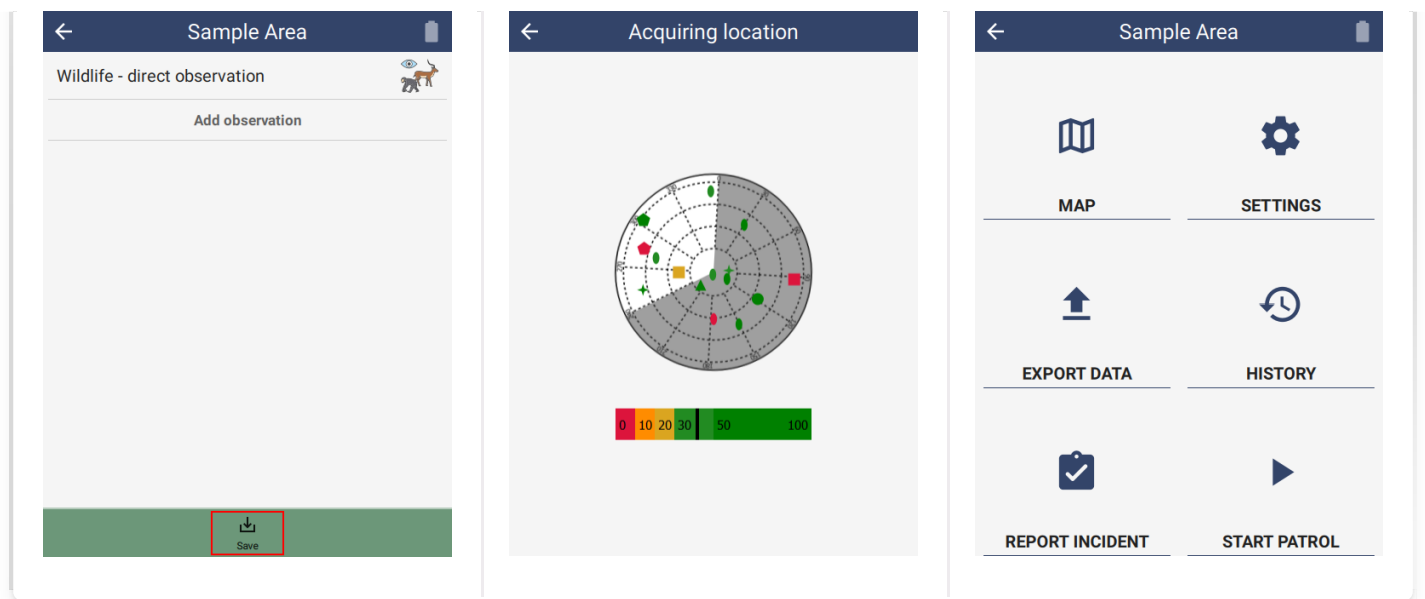 Sample Area
Wildlife - direct observation
Add observation
Save
Acquiring location
0 10 20 30 50 100
Sample Area
MAP SETTINGS
EXPORT DATA HISTORY
REPORT INCIDENT START PATROL